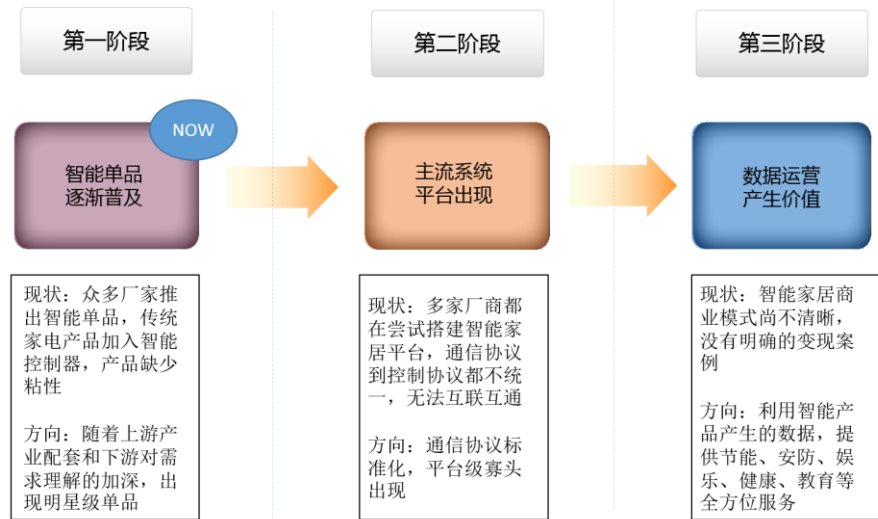 第一阶段
第二阶段
第三阶段
NOW
智能单品
逐渐普及
主流系统
平台出现
数据运营
产生价值
现状：众多厂家推
出智能单品，传统
家电产品加入智能
控制器，产品缺少
粘性
方向：随着上游产
业配套和下游对需
求理解的加深，出
现明星级单品
现状：多家厂商都
在尝试搭建智能家
居平台，通信协议
到控制协议都不统
一，无法互联互通
方向：通信协议标
准化，平台级寡头
出现
现状：智能家居商
业模式尚不清晰，
没有明确的变现案
例
方向：利用智能产
品产生的数据，提
供节能、安防、娱
乐、健康、教育等
全方位服务